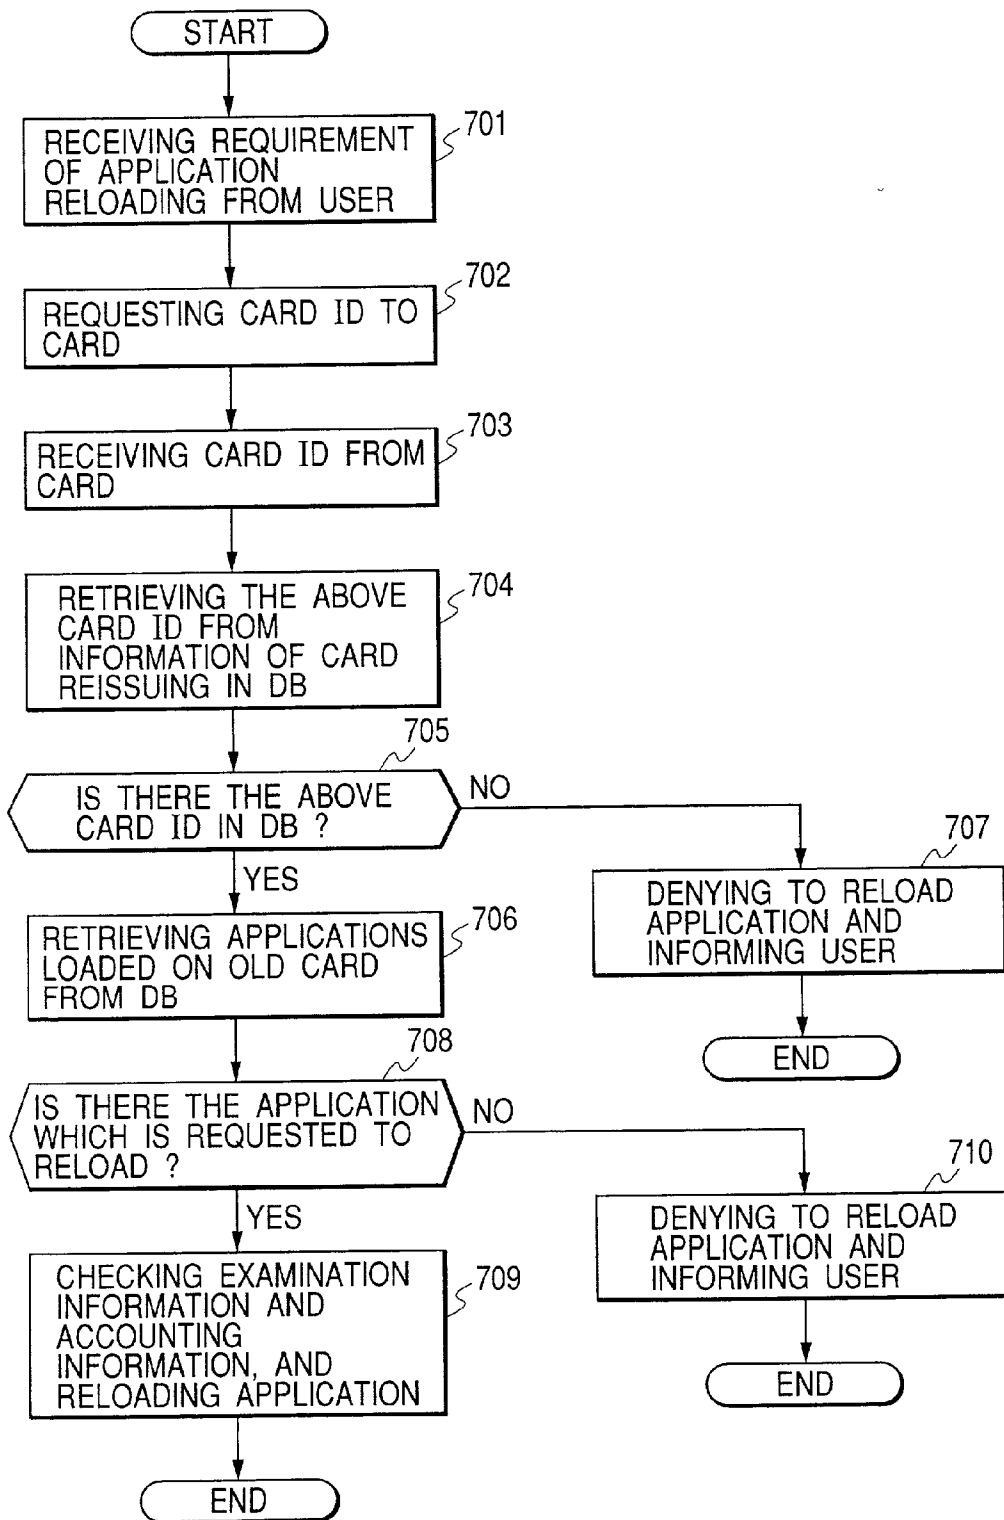 START
RECEIVING REQUIREMENT
OF APPLICATION
RELOADING FROM USER
701
REQUESTING CARD ID TO
CARD
702
RECEIVING CARD ID FROM
CARD
703
RETRIEVING THE ABOVE
CARD ID FROM
INFORMATION OF CARD
REISSUING IN DB
704
705
IS THERE THE ABOVE
CARD ID IN DB ?
NO
YES
707
DENYING TO RELOAD
APPLICATION AND
INFORMING USER
END
RETRIEVING APPLICATIONS
LOADED ON OLD CARD
FROM DB
706
708
IS THERE THE APPLICATION
WHICH IS REQUESTED TO
RELOAD ?
NO
YES
710
DENYING TO RELOAD
APPLICATION AND
INFORMING USER
END
CHECKING EXAMINATION
INFORMATION AND
ACCOUNTING
INFORMATION, AND
RELOADING APPLICATION
709
END